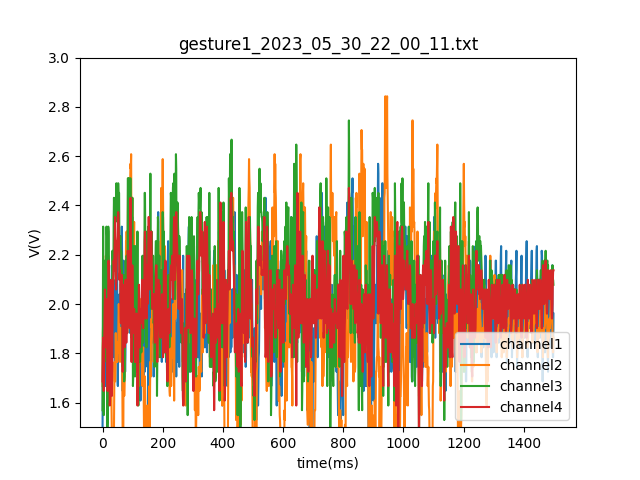 gesture1_2023_05_30_22_00_11.txt
3.0
2.8
2.6
2.4
2.2
2.0
1.8
1.6
V(V)
channel1
channel2
channel3
channel4
0 200 400 600 800 1000 1200 1400
time(ms)